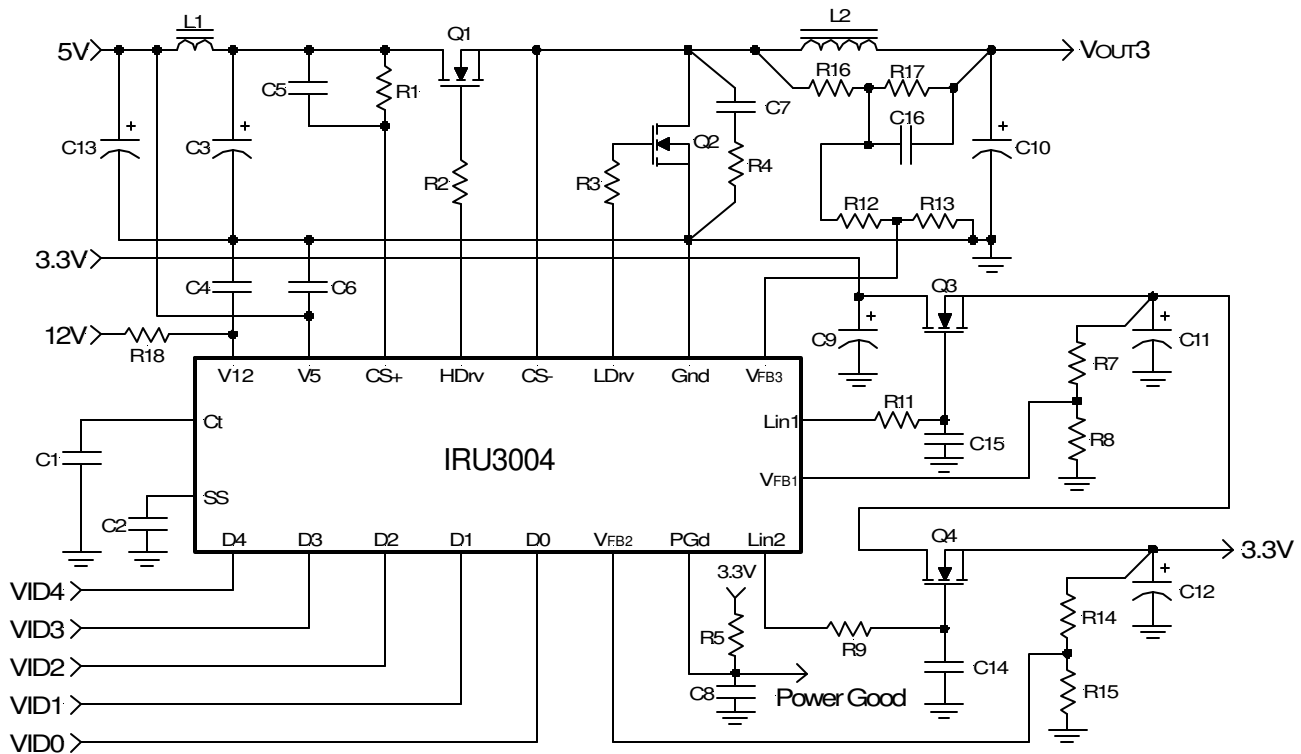 L1
L2
Q1
5V
VOUT3
R16
R17
C5
R1
C7
C16
C13
C3
Q2
C10
R2
R3
R4
R12
R13
3.3V
C4
C6
Q3
12V
R18
C9
C11
R7
V12
V5
CS+
HDrv
CS-
LDrv
Gnd
VFB3
R11
Ct
Lin1
C15
R8
C1
IRU3004
VFB1
SS
C2
D4
D3
D2
D1
D0
VFB2
PGd
Lin2
Q4
3.3V
3.3V
VID4
C12
VID3
R14
R5
R9
VID2
C14
C8
Power Good
R15
VID1
VID0